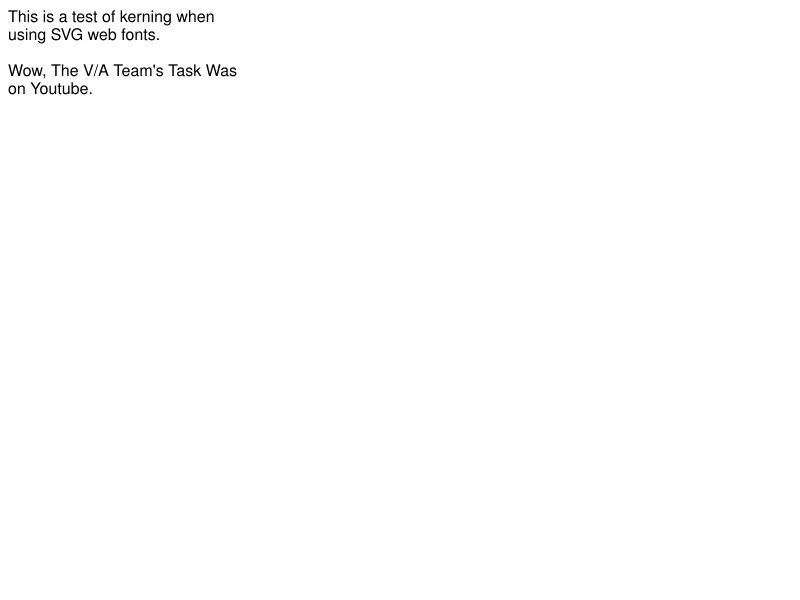 This is a test of kerning when
using SVG web fonts.
Wow, The V/A Team's Task Was
on Youtube.